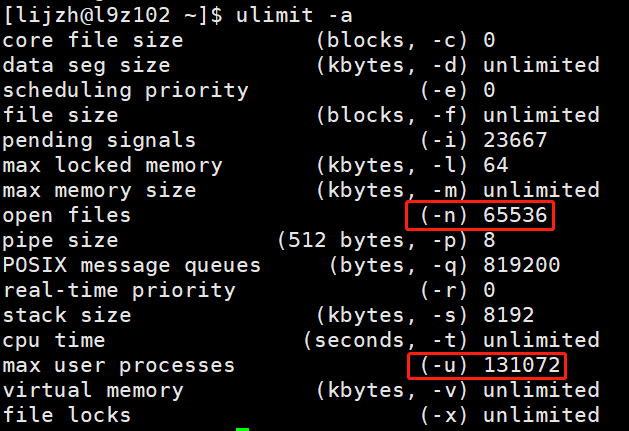 [lijzh@l9z102 ~]$ ulimit -a
core file size (blocks, -c) 0
data seg size (kbytes, -d) unlimited
scheduling priority (-e) 0
file size (blocks, -f) unlimited
pending signals (-i) 23667
max locked memory (kbytes, -l) 64
max memory size (kbytes, -m) unlimited
open files (-n) 65536
pipe size (512 bytes, -p) 8
POSIX message queues (bytes, -q) 819200
real-time priority (-r) 0
stack size (kbytes, -s) 8192
cpu time (seconds, -t) unlimited
max user processes (-u) 131072
virtual memory (kbytes, -v) unlimited
file locks (-x) unlimited